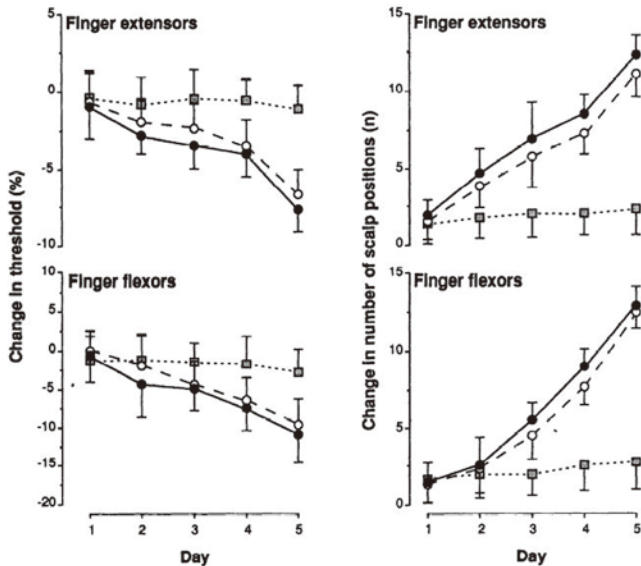 Finger extensors
5
0
-5
-10
Finger flexors
10
5
0
-5
-10
-15
-20
1 2 3 4 5
Day
Change in threshold (%)
Finger extensors
15
10
5
0
Finger flexors
15
10
5
0
1 2 3 4 5
Day
Change in number of scalp positions (n)